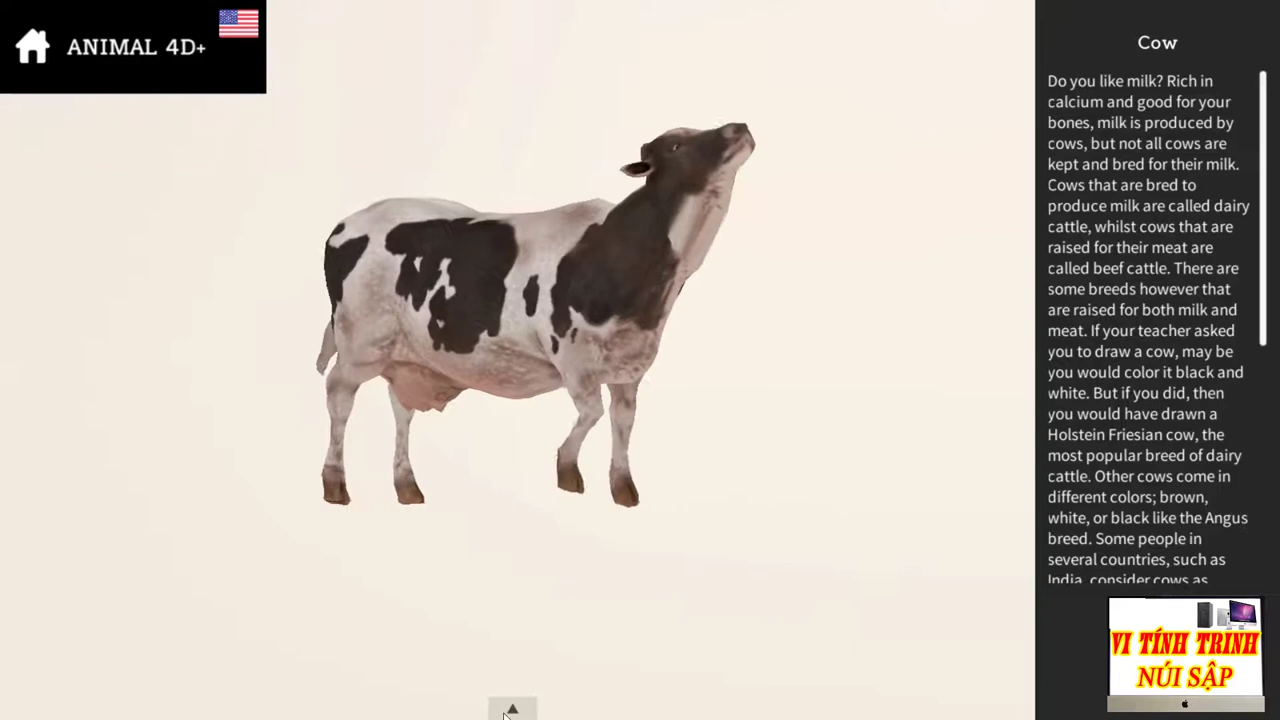 ANIMAL 4D+
Cow
Do you like milk? Rich in
calcium and good for your
bones, milk is produced by
cows, but not all cows are
kept and bred for their milk.
Cows that are bred to
produce milk are called dairy
cattle, whilst cows that are
raised for their meat are
called beef cattle. There are
some breeds however that
are raised for both milk and
meat. If your teacher asked
you to draw a cow, may be
you would color it black and
white. But if you did, then
you would have drawn a
Holstein Friesian cow, the
most popular breed of dairy
cattle. Other cows come in
different colors; brown,
white, or black like the Angus
breed. Some people in
several countries, such as
India, consider cows as
VI TÍNH TRINH
NÚI SẬP